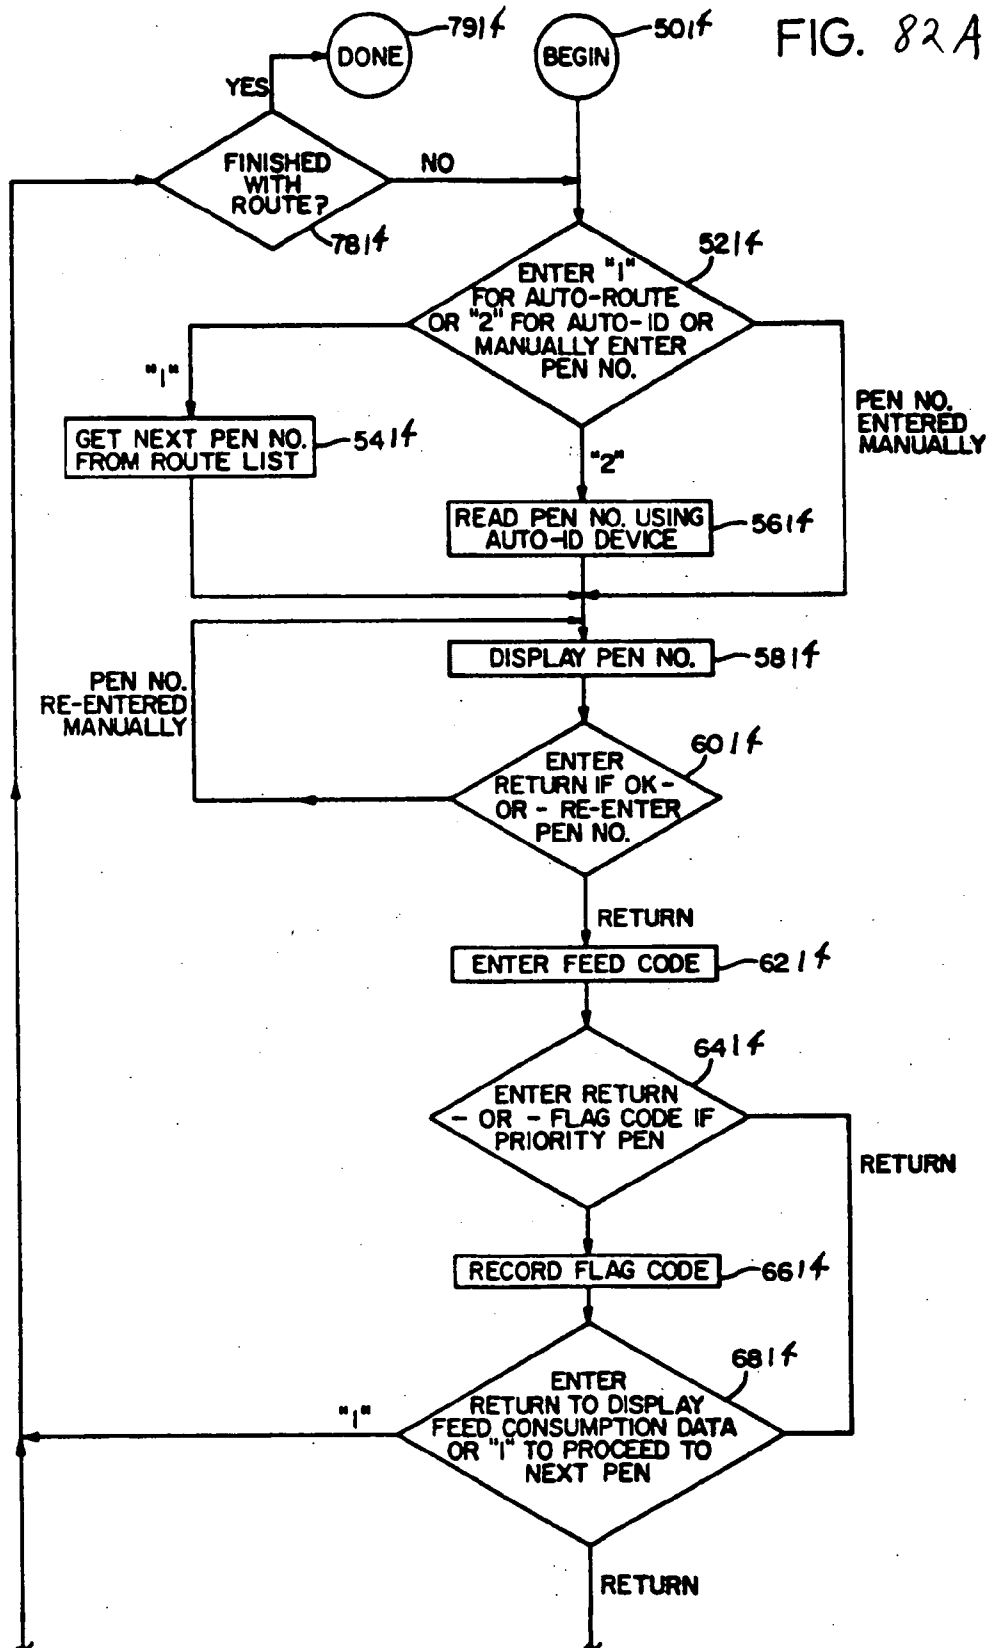 FIG. 82A
791f
501f
DONE
BEGIN
YES
FINISHED
WITH
ROUTE?
NO
781f
521f
ENTER "1"
FOR AUTO-ROUTE
OR "2" FOR AUTO-ID OR
MANUALLY ENTER
PEN NO.
"1"
PEN NO.
ENTERED
MANUALLY
GET NEXT PEN NO.
FROM ROUTE LIST
541f
"2"
READ PEN NO. USING
AUTO-ID DEVICE
561f
DISPLAY PEN NO.
581f
PEN NO.
RE-ENTERED
MANUALLY
601f
ENTER
RETURN IF OK -
OR - RE-ENTER
PEN NO.
RETURN
ENTER FEED CODE
621f
641f
ENTER RETURN
- OR - FLAG CODE IF
PRIORITY PEN
RETURN
RECORD FLAG CODE
661f
681f
ENTER
RETURN TO DISPLAY
FEED CONSUMPTION DATA
OR "1" TO PROCEED TO
NEXT PEN
"1"
RETURN